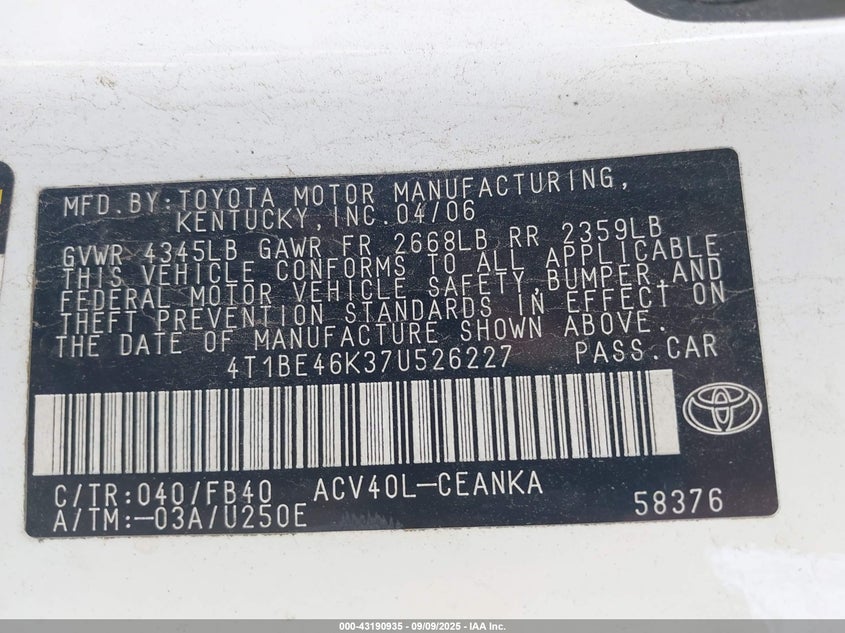 MFD.BY:TOYOTA MOTOR MANUFACTURING,
KENTUCKY,INC.04/06
GVWR 4345LB GAWR FR 2668LB RR 2359LB
THIS VEHICLE CONFORMS TO ALL APPLICABLE
FEDERAL MOTOR VEHICLE SAFETY,BUMPER,AND
THEFT PREVENTION STANDARDS IN EFFECT ON
THE DATE OF MANUFACTURE SHOWN ABOVE.
4T1BE46K37U526227 PASS.CAR
C/TR:040/FB40 ACV40L-CEANKA
A/TM:-03A/U250E 58376
000-43190935 - 09/09/2025 - IAA Inc.